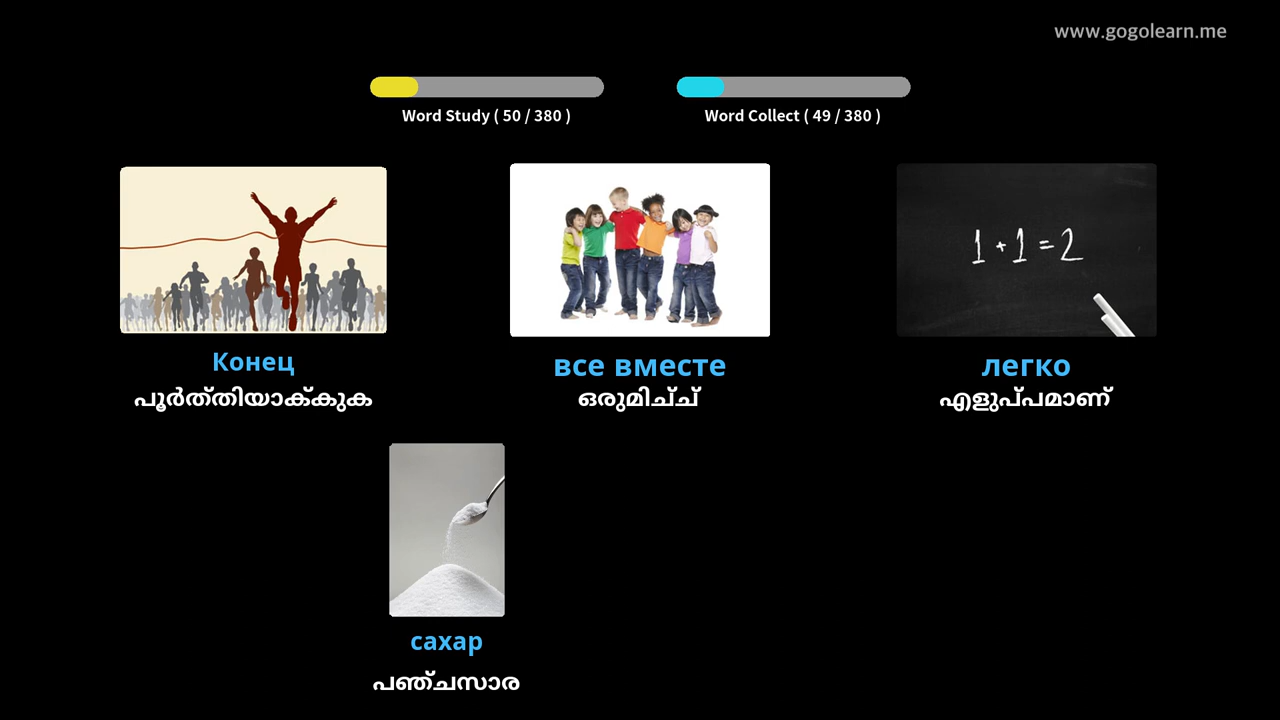 www.gogolearn.me
Word Study ( 50 / 380 )
Word Collect ( 49 / 380 )
Конец
പൂർത്തിയാക്കുക
все вместе
ഒരുമിച്ച്
1 + 1 = 2
легко
എളുപ്പമാണ്
сахар
പഞ്ചസാര